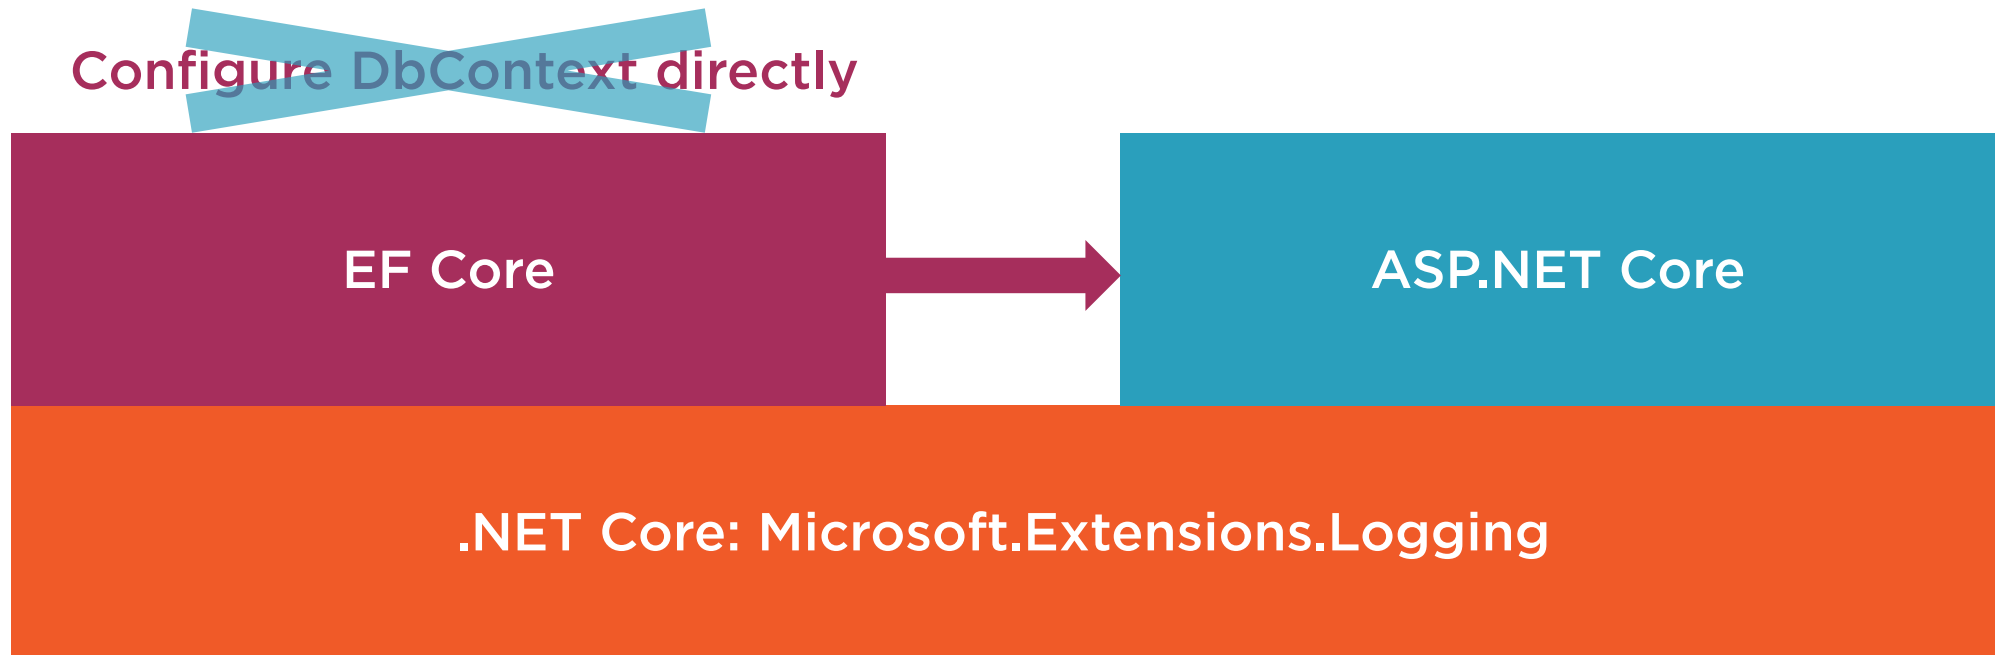 Configure DbContext directly
EF Core
ASP.NET Core
.NET Core: Microsoft.Extensions.Logging